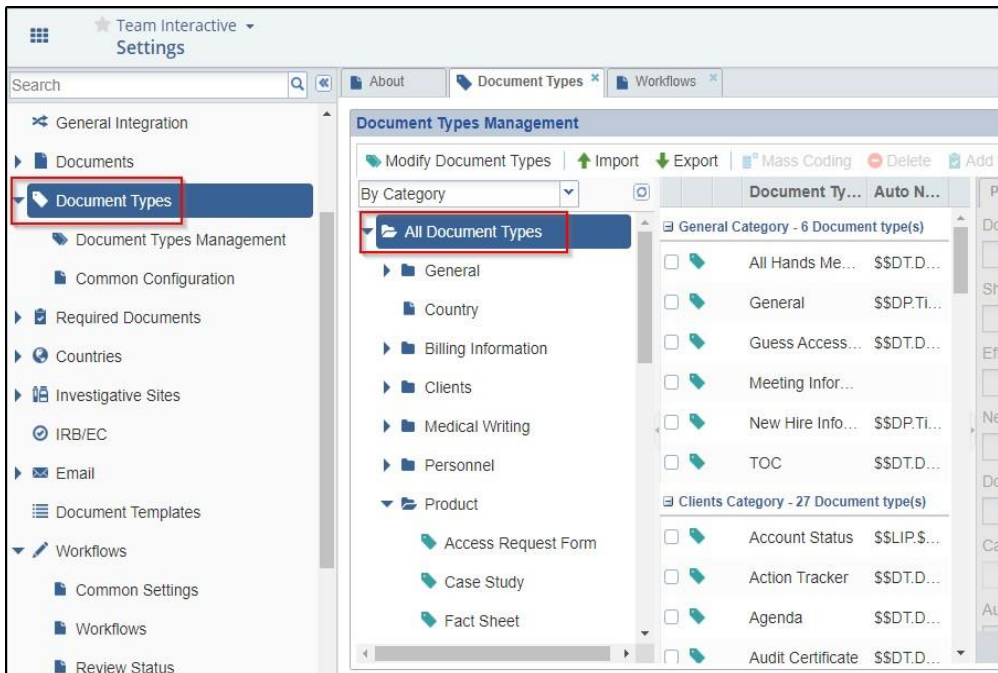 Team Interactive
Settings
Search
General Integration
Documents
Document Types
Document Types Management
Common Configuration
Required Documents
Countries
Investigative Sites
IRB/EC
Email
Document Templates
Workflows
Common Settings
Workflows
Review Status
About
Document Types
Workflows
Document Types Management
Modify Document Types
Import
Export
Mass Coding
Delete
Add
By Category
All Document Types
General
Country
Billing Information
Clients
Medical Writing
Personnel
Product
Access Request Form
Case Study
Fact Sheet
Document Ty... Auto N...
General Category - 6 Document type(s)
All Hands Me... $$DT.D...
General $$DP.Ti...
Guess Access... $$DT.D...
Meeting Infor...
New Hire Info... $$DP.Ti...
TOC $$DT.D...
Clients Category - 27 Document type(s)
Account Status $$LIP.$...
Action Tracker $$DT.D...
Agenda $$DT.D...
Audit Certificate $$DT.D...